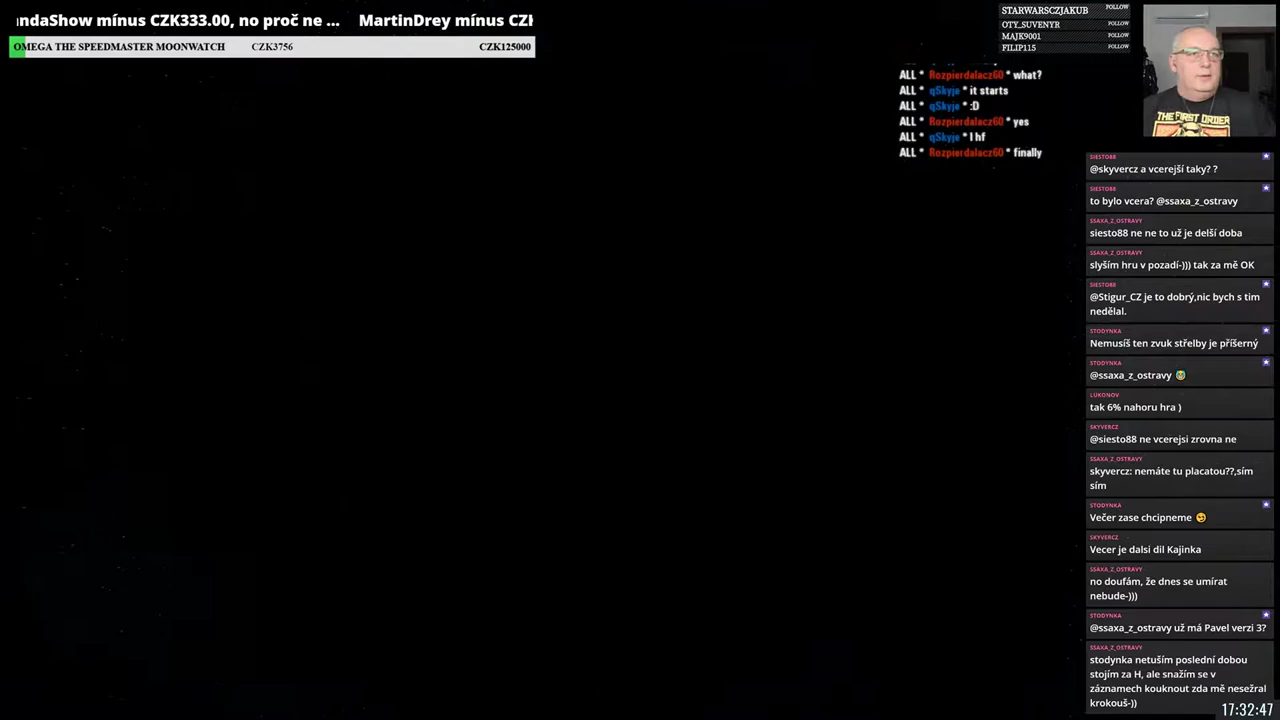 ndaShow mínus CZK333.00, no proč ne ... MartinDrey mínus CZK
OMEGA THE SPEEDMASTER MOONWATCH CZK3756 CZK125000
STARWARSCZJAKUB FOLLOW
OTY_SUVENYR FOLLOW
MAJK9001 FOLLOW
FILIP115 FOLLOW
THE FIRST ORDER
ALL * Rozpierdalacz60 * what?
ALL * qSkyje * it starts
ALL * qSkyje * :D
ALL * Rozpierdalacz60 * yes
ALL * qSkyje * l hf
ALL * Rozpierdalacz60 * finally
SIESTO88
@skyvercz a vcerejší taky? ?
SIESTO88
to bylo vcera? @ssaxa_z_ostravy
SSAXA_Z_OSTRAVY
siesto88 ne ne to už je delší doba
SSAXA_Z_OSTRAVY
slyším hru v pozadí-))) tak za mě OK
SIESTO88
@Stigur_CZ je to dobrý,nic bych s tim
nedělal.
STODYNKA
Nemusíš ten zvuk střelby je příšerný
STODYNKA
@ssaxa_z_ostravy
LUKONOV
tak 6% nahoru hra )
SKYVERCZ
@siesto88 ne vcerejsi zrovna ne
SSAXA_Z_OSTRAVY
skyvercz: nemáte tu placatou??,sím
sím
STODYNKA
Večer zase chcipneme
SKYVERCZ
Vecer je dalsi dil Kajinka
SSAXA_Z_OSTRAVY
no doufám, že dnes se umírat
nebude-)))
STODYNKA
@ssaxa_z_ostravy už má Pavel verzi 3?
SSAXA_Z_OSTRAVY
stodynka netuším poslední dobou
stojím za H, ale snažím se v
záznamech kouknout zda mě nesežral
krokouš-))
17:32:47